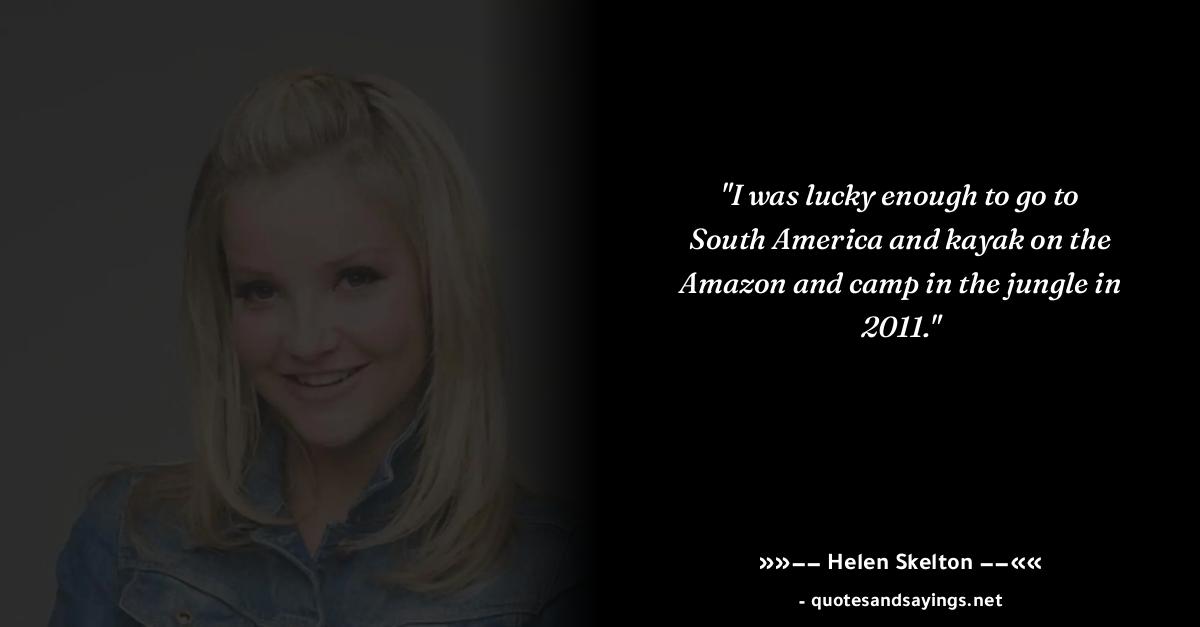 "I was lucky enough to go to
South America and kayak on the
Amazon and camp in the jungle in
2011."
»»—— Helen Skelton ——««
- quotesandsayings.net